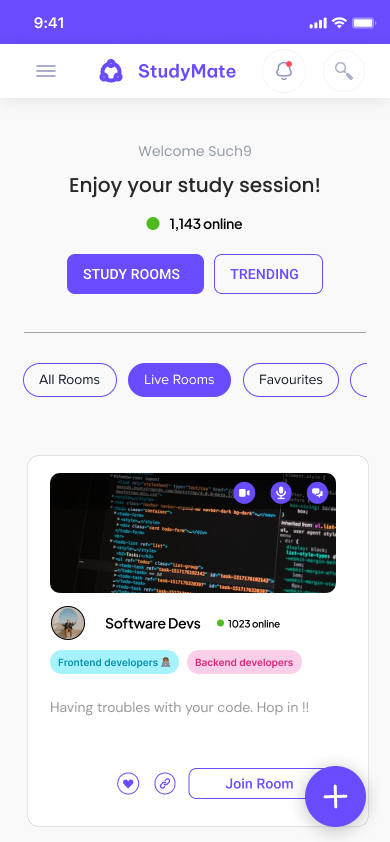 9:41
StudyMate
Welcome Such9
Enjoy your study session!
1,143 online
STUDY ROOMS
TRENDING
All Rooms
Live Rooms
Favourites
Software Devs
1023 online
Frontend developers
Backend developers
Having troubles with your code. Hop in !!
Join Room